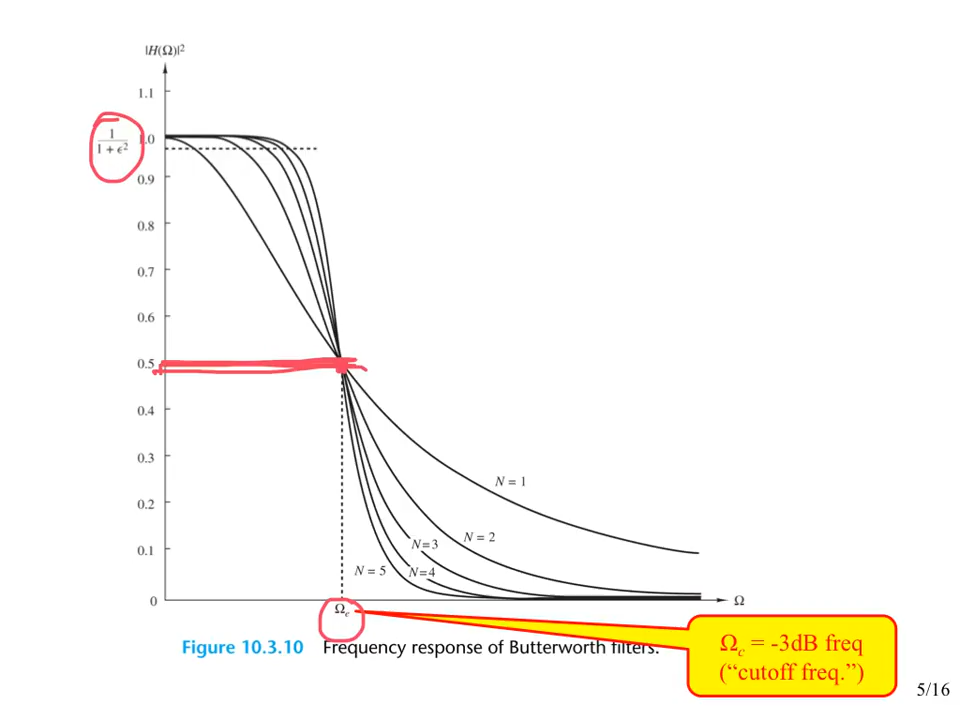 |H(Ω)|²
1.1
1.0
1
1 + ϵ²
0.9
0.8
0.7
0.6
0.5
0.4
0.3
0.2
0.1
0
N = 1
N = 2
N=3
N = 5
N=4
Ωc
Ω
Figure 10.3.10 Frequency response of Butterworth filters.
Ωc = -3dB freq
(“cutoff freq.”)
5/16